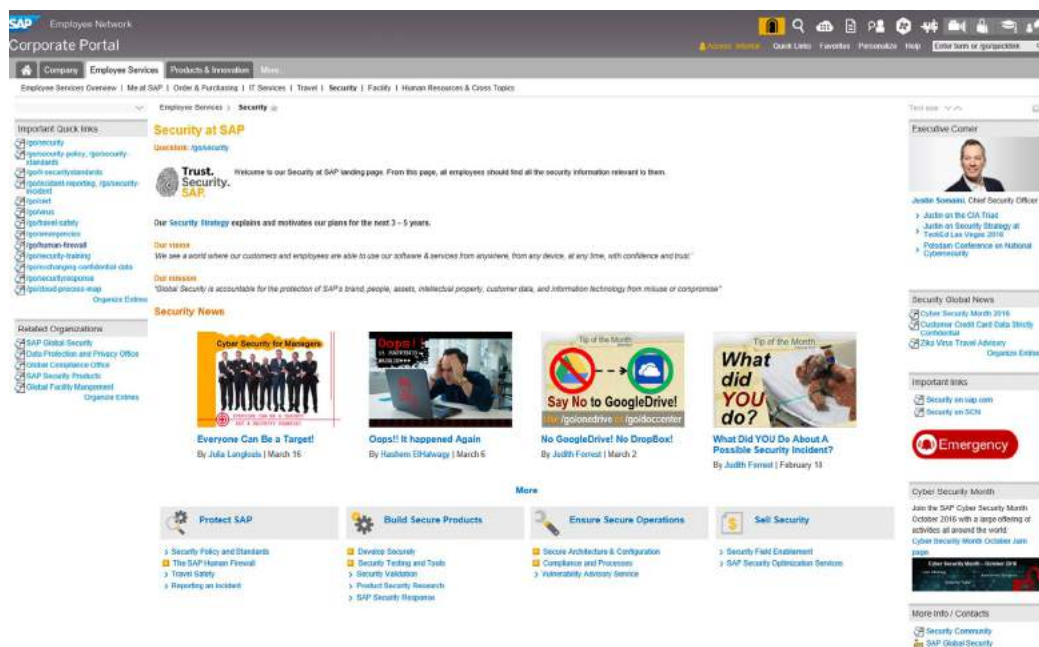 SAP Employee Network
Corporate Portal
Quick Links Favorites Personalize Help
Company Employee Services Products & Innovation More
Employee Services Overview | Me at SAP | Order & Purchasing | IT Services | Travel | Security | Facility | Human Resources & Cross Topics
Employee Services > Security
Text size
Important Quick links
/go/security
/go/security-policy, /go/security-standards
/go/it-securitystandards
/go/incident-reporting, /go/security-incident
/go/cert
/go/virus
/go/travel-safety
/go/emergencies
/go/human-firewall
/go/security-training
/go/exchanging-confidential-data
/go/securityresponse
/go/cloud-process-map
Organize Entries
Related Organizations
SAP Global Security
Data Protection and Privacy Office
Global Compliance Office
SAP Security Products
Global Facility Mangement
Organize Entries
Security at SAP
Quicklink: /go/security
Trust.
Security.
SAP.
Welcome to our Security at SAP landing page. From this page, all employees should find all the security information relevant to them.
Our Security Strategy explains and motivates our plans for the next 3 – 5 years.
Our vision
"We see a world where our customers and employees are able to use our software & services from anywhere, from any device, at any time, with confidence and trust."
Our mission
"Global Security is accountable for the protection of SAP's brand, people, assets, intellectual property, customer data, and information technology from misuse or compromise"
Security News
Cyber Security for Managers
EVERYONE CAN BE A TARGET!
Everyone Can Be a Target!
By Julia Langlois | March 16
Oops!!
Oops!! It happened Again
By Hashem ElHalwagy | March 6
Tip of the Month
Say No to GoogleDrive!
Use /go/onedrive or /go/doccenter
No GoogleDrive! No DropBox!
By Judith Forrest | March 2
Tip of the Month
What
did
YOU
do?
What Did YOU Do About A
Possible Security Incident?
By Judith Forrest | February 18
More
Protect SAP
Security Policy and Standards
The SAP Human Firewall
Travel Safety
Reporting an Incident
Build Secure Products
Develop Securely
Security Testing and Tools
Security Validation
Product Security Research
SAP Security Response
Ensure Secure Operations
Secure Architecture & Configuration
Compliance and Processes
Vulnerability Advisory Service
Sell Security
Security Field Enablement
SAP Security Optimization Services
Executive Corner
Justin Somaini, Chief Security Officer
Justin on the CIA Triad
Justin on Security Strategy at
TechEd Las Vegas 2016
Potsdam Conference on National
Cybersecurity
Security Global News
Cyber Security Month 2016
Customer Credit Card Data Strictly
Confidential
Zika Virus Travel Advisory
Organize Entries
Important links
Security on sap.com
Security on SCN
Emergency
Cyber Security Month
Join the SAP Cyber Security Month
October 2016 with a large offering of
activities all around the world.
Cyber Security Month October Jam
page
Cyber Security Month - October 2016
More Info / Contacts
Security Community
SAP Global Security